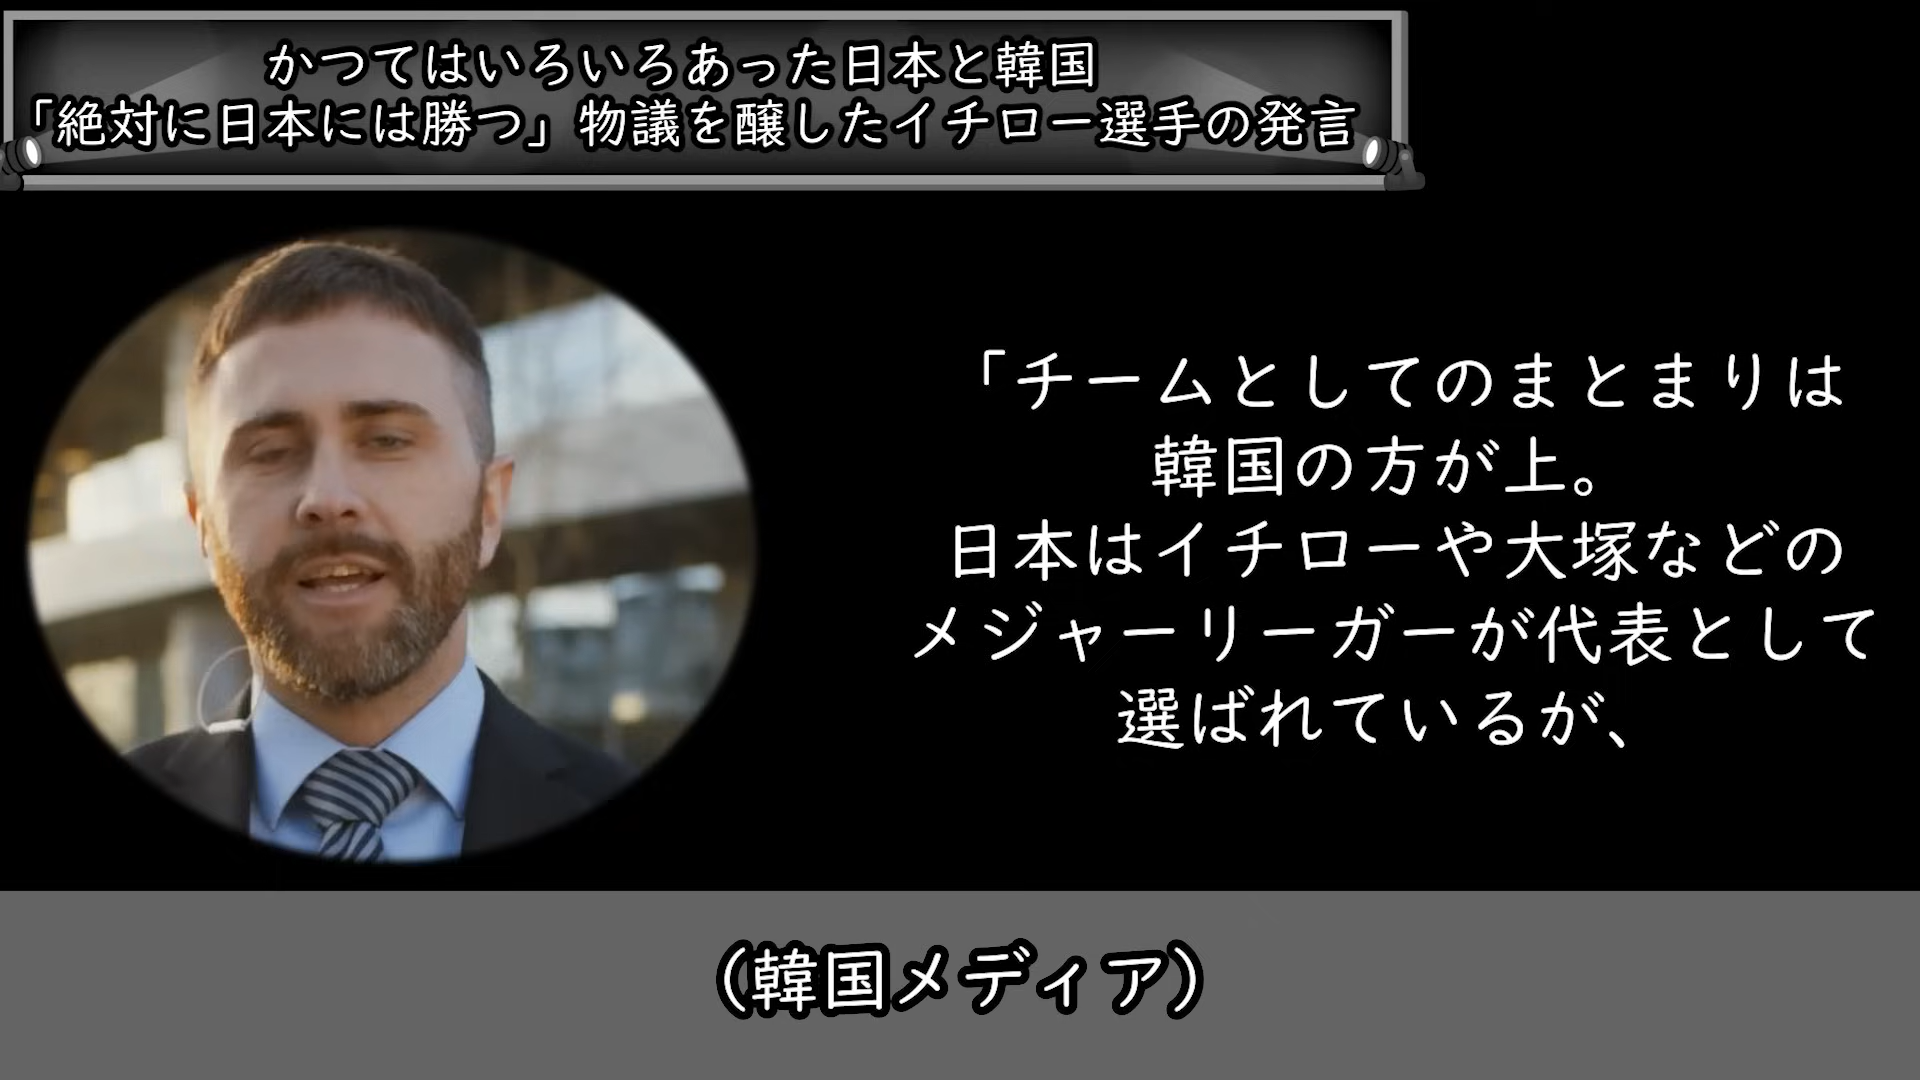 かつてはいろいろあった日本と韓国
「絶対に日本には勝つ」物議を醸したイチロー選手の発言
「チームとしてのまとまりは
韓国の方が上。
日本はイチローや大塚などの
メジャーリーガーが代表として
選ばれているが、
（韓国メディア）